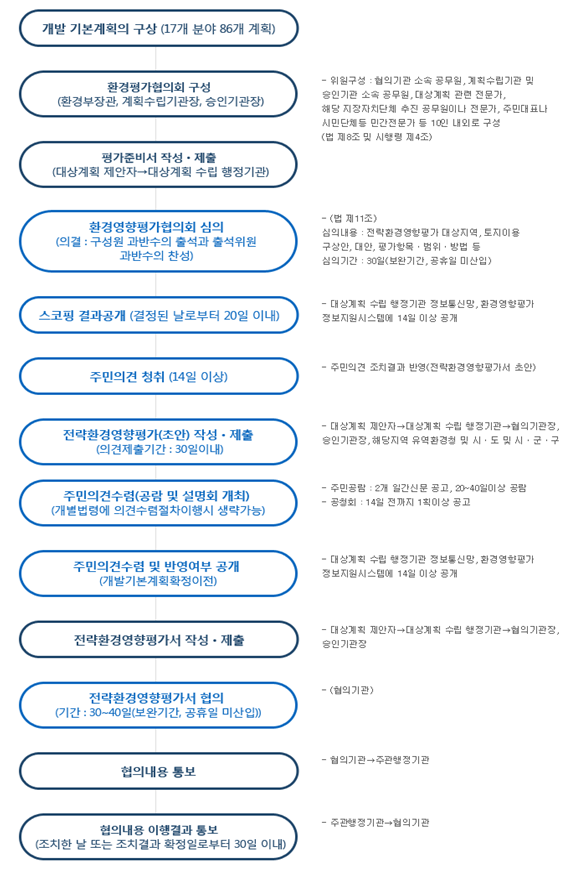 개발 기본계획의 구상 (17개 분야 86개 계획)
환경평가협의회 구성
(환경부장관, 계획수립기관장, 승인기관장)
- 위원구성 : 협의기관 소속 공무원, 계획수립기관 및
승인기관 소속 공무원, 대상계획 관련 전문가,
해당 지장자치단체 추진 공무원이나 전문가, 주민대표나
시민단체등 민간전문가 등 10인 내외로 구성
(법 제8조 및 시행령 제4조)
평가준비서 작성·제출
(대상계획 제안자→대상계획 수립 행정기관)
환경영향평가협의회 심의
(의결 : 구성원 과반수의 출석과 출석위원
과반수의 찬성)
- (법 제11조)
심의내용 : 전략환경영향평가 대상지역, 토지이용
구상안, 대안, 평가항목·범위·방법 등
심의기간 : 30일(보완기간, 공휴일 미산입)
스코핑 결과공개 (결정된 날로부터 20일 이내)
- 대상계획 수립 행정기관 정보통신망, 환경영향평가
정보지원시스템에 14일 이상 공개
주민의견 청취 (14일 이상)
- 주민의견 조치결과 반영(전략환경영향평가서 초안)
전략환경영향평가(초안) 작성·제출
(의견제출기간 : 30일이내)
- 대상계획 제안자→대상계획 수립 행정기관→협의기관장,
승인기관장, 해당지역 유역환경청 및 시·도 및 시·군·구
주민의견수렴(공람 및 설명회 개최)
(개별법령에 의견수렴절차이행시 생략가능)
- 주민공람 : 2개 일간신문 공고, 20~40일이상 공람
- 공청회 : 14일 전까지 1회이상 공고
주민의견수렴 및 반영여부 공개
(개발기본계획확정이전)
- 대상계획 수립 행정기관 정보통신망, 환경영향평가
정보지원시스템에 14일 이상 공개
전략환경영향평가서 작성·제출
- 대상계획 제안자→대상계획 수립 행정기관→협의기관장,
승인기관장
전략환경영향평가서 협의
(기간 : 30~40일(보완기간, 공휴일 미산입))
- (협의기관)
협의내용 통보
- 협의기관→주관행정기관
협의내용 이행결과 통보
(조치한 날 또는 조치결과 확정일로부터 30일 이내)
- 주관행정기관→협의기관